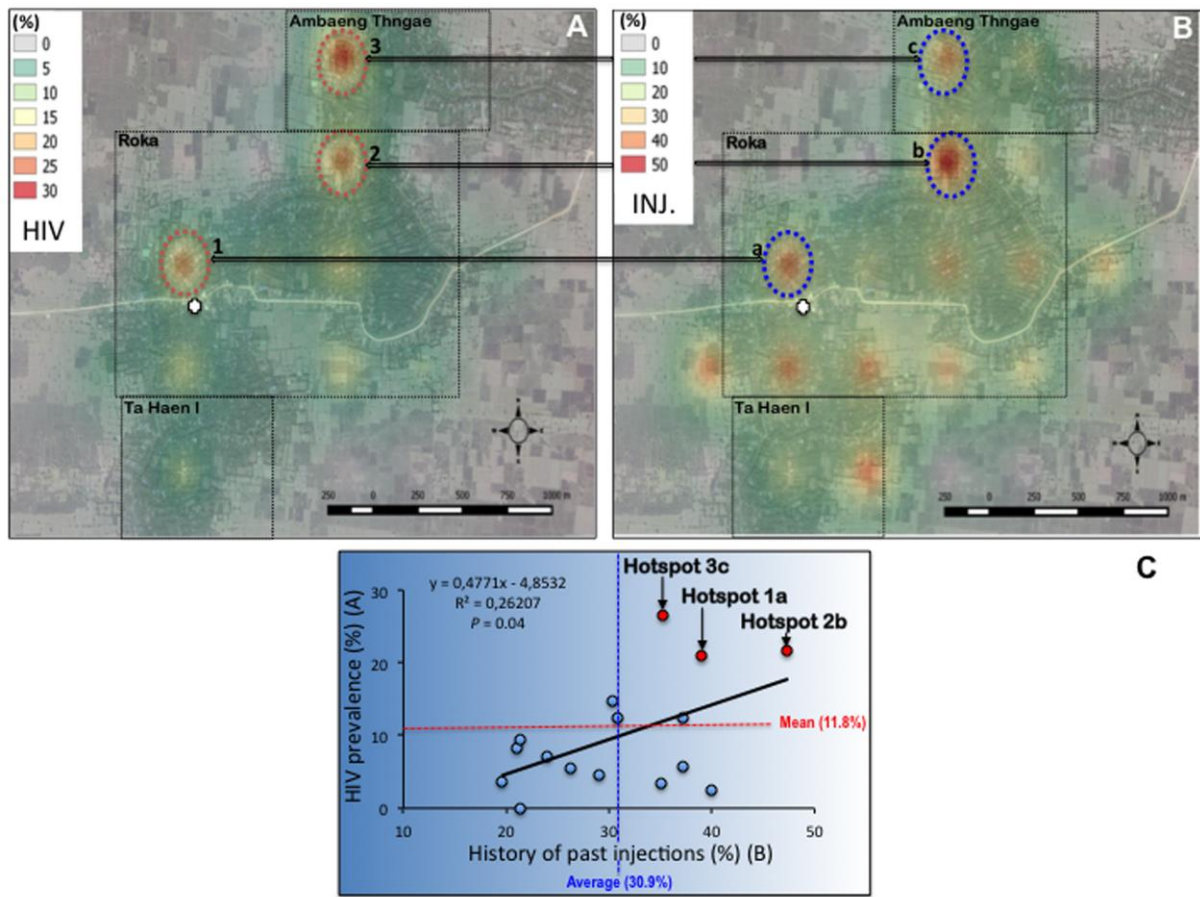 (%)
0
5
10
15
20
25
30
HIV
Ambaeng Thngae
A
3
Roka
2
1
Ta Haen I
250 0 250 500 750 1000 m
(%)
0
10
20
30
40
50
INJ.
Ambaeng Thngae
B
c
Roka
b
a
Ta Haen I
250 0 250 500 750 1000 m
C
y = 0,4771x - 4,8532
R² = 0,26207
P = 0.04
Hotspot 3c
Hotspot 1a
Hotspot 2b
HIV prevalence (%) (A)
30
20
10
0
Mean (11.8%)
10 20 30 40 50
History of past injections (%) (B)
Average (30.9%)